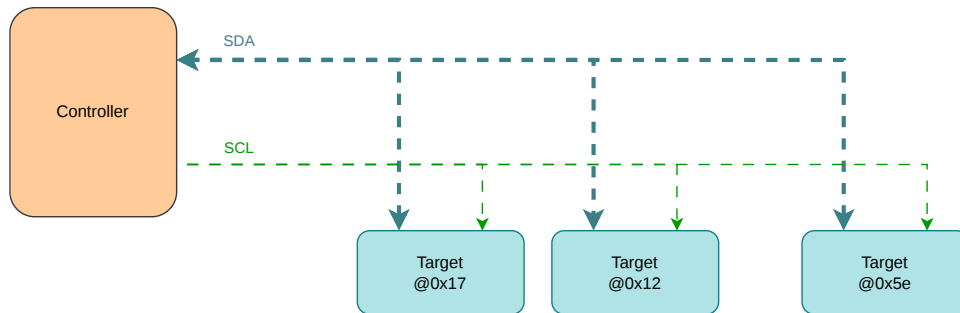 SDA
Controller
SCL
Target
@0x17
Target
@0x12
Target
@0x5e